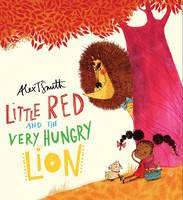 Alex T. Smith
LITTLE RED
AND THE
VERY HUNGRY
LION